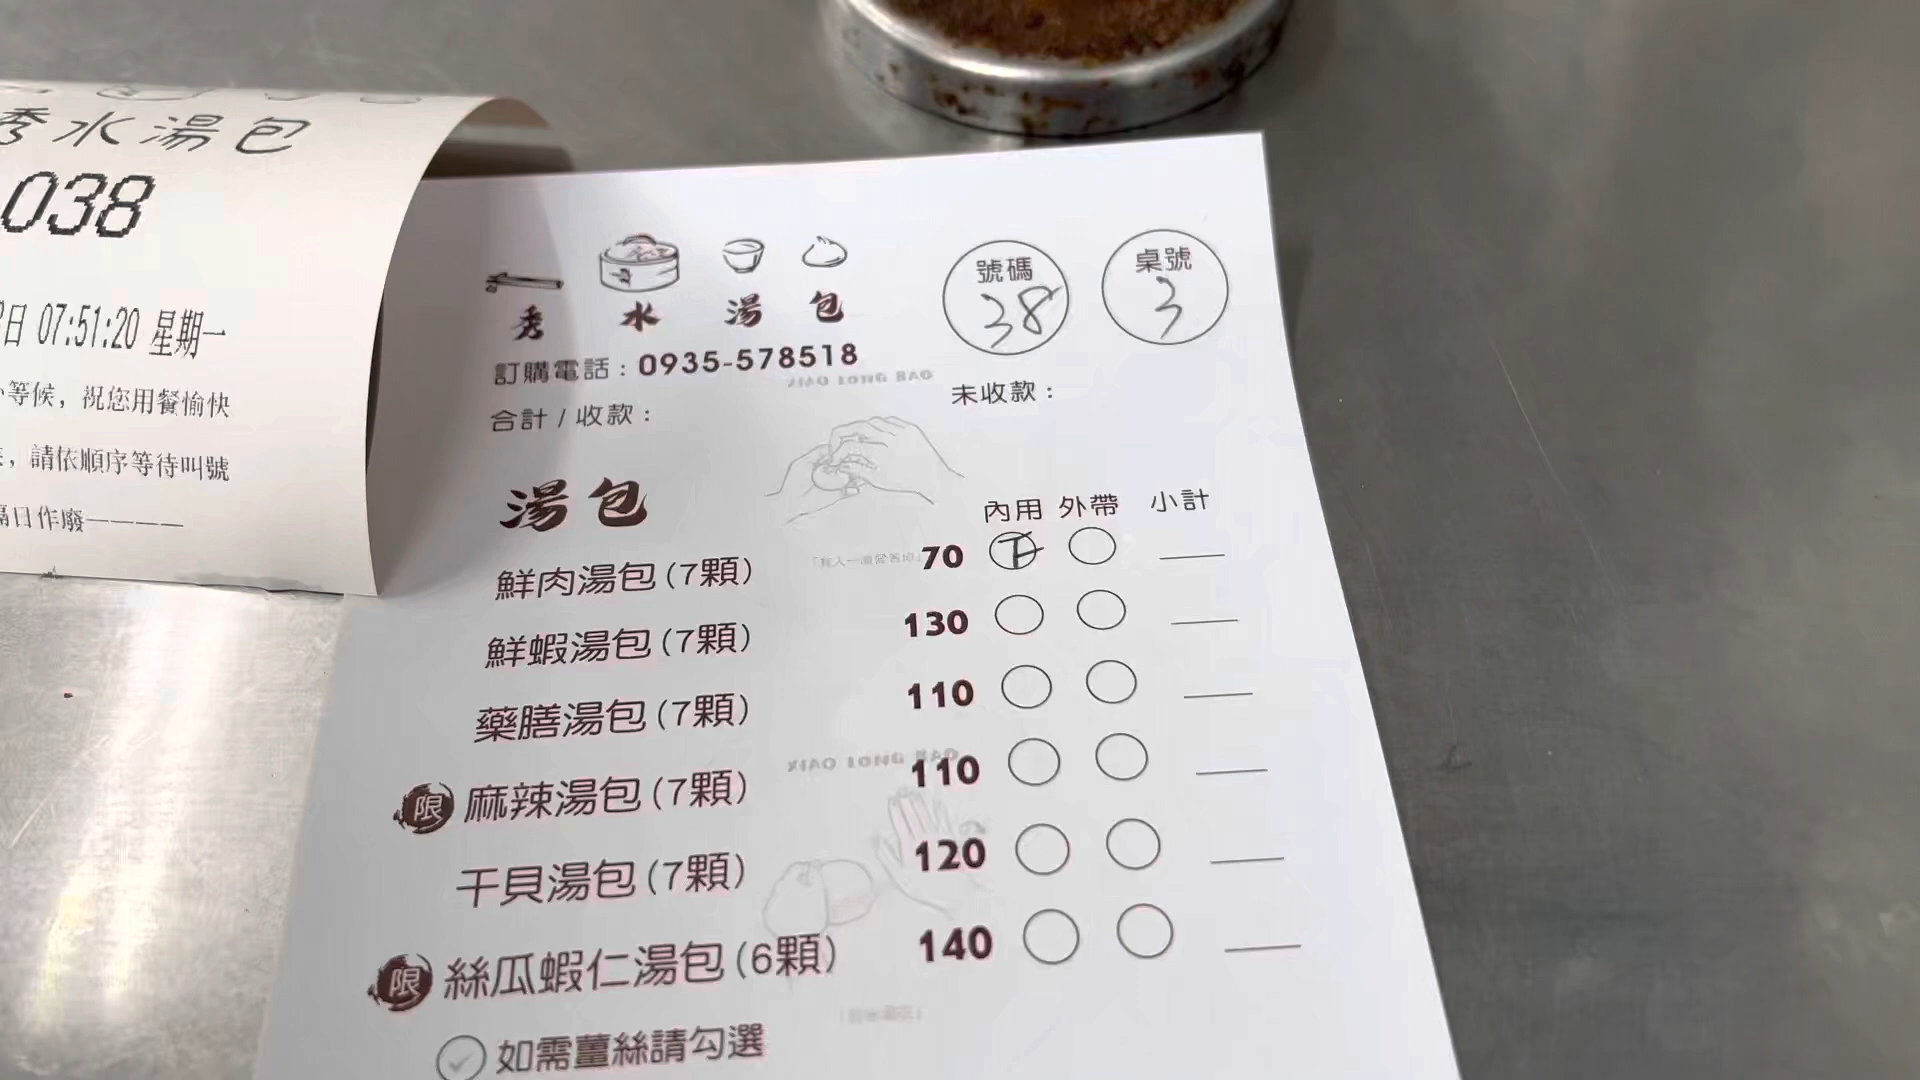 秀水湯包
038
日 07:51:20 星期一
等候，祝您用餐愉快
，請依順序等待叫號
隔日作廢————
秀水湯包
號碼
38
桌號
3
訂購電話：0935-578518
XIAO LONG BAO
合計 / 收款：
未收款：
湯包
內用 外帶 小計
鮮肉湯包(7顆) 70
鮮蝦湯包(7顆) 130
藥膳湯包(7顆) 110
XIAO LONG BAO
限 麻辣湯包(7顆) 110
干貝湯包(7顆) 120
限 絲瓜蝦仁湯包(6顆) 140
如需薑絲請勾選